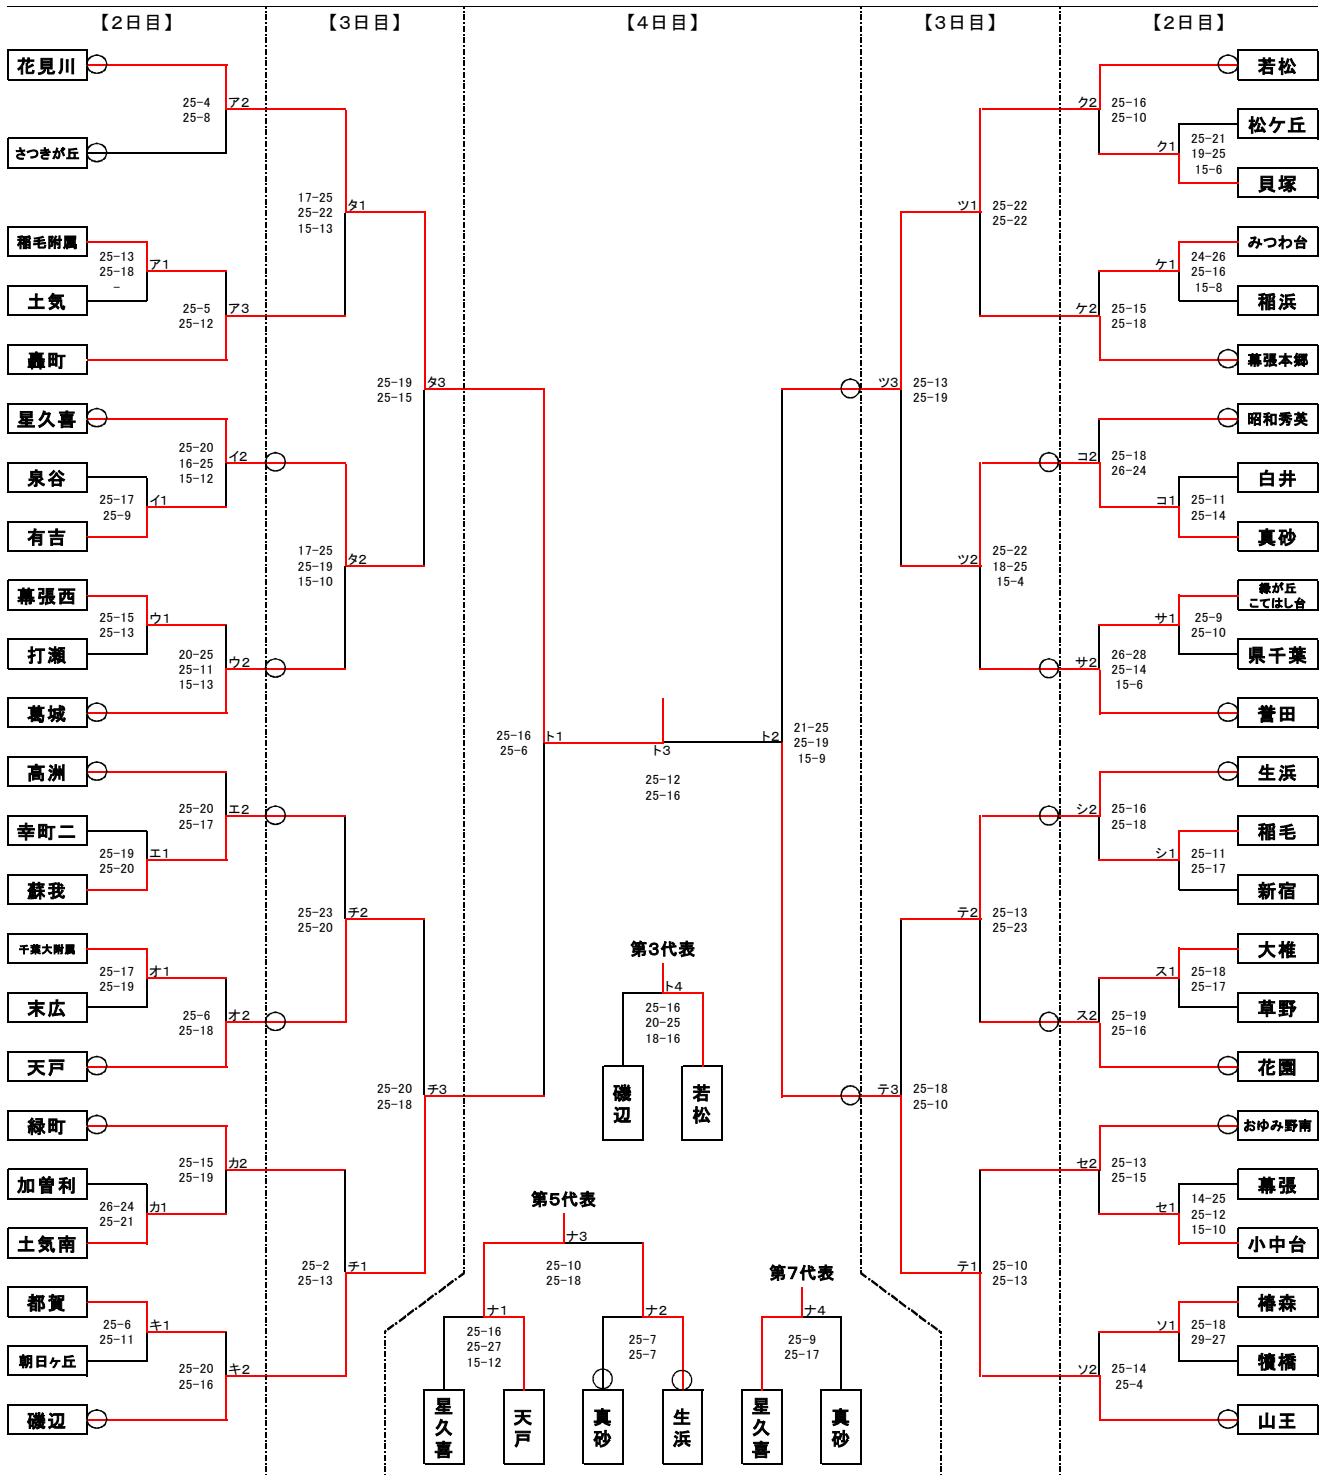 【2日目】
【3日目】
【4日目】
【3日目】
【2日目】
花見川
25-4
25-8
ア2
さつきが丘
17-25
25-22
15-13
タ1
稲毛附属
25-13
25-18
-
ア1
土気
25-5
25-12
ア3
轟町
25-19
25-15
タ3
星久喜
25-20
16-25
15-12
イ2
泉谷
25-17
25-9
イ1
有吉
17-25
25-19
15-10
タ2
幕張西
25-15
25-13
ウ1
打瀬
20-25
25-11
15-13
ウ2
葛城
25-16
25-6
ト1
高洲
25-20
25-17
エ2
幸町二
25-19
25-20
エ1
蘇我
25-23
25-20
チ2
千葉大附属
25-17
25-19
オ1
末広
25-6
25-18
オ2
天戸
25-20
25-18
チ3
緑町
25-15
25-19
カ2
加曽利
26-24
25-21
カ1
土気南
25-2
25-13
チ1
都賀
25-6
25-11
キ1
朝日ヶ丘
25-20
25-16
キ2
磯辺
ト3
25-12
25-16
ト2
21-25
25-19
15-9
第3代表
ト4
25-16
20-25
18-16
磯辺
若松
第5代表
ナ3
25-10
25-18
ナ1
25-16
25-27
15-12
ナ2
25-7
25-7
星久喜
天戸
真砂
生浜
第7代表
ナ4
25-9
25-17
星久喜
真砂
若松
ク2
25-16
25-10
松ケ丘
ク1
25-21
19-25
15-6
貝塚
ツ1
25-22
25-22
みつわ台
ケ1
24-26
25-16
15-8
稲浜
ケ2
25-15
25-18
幕張本郷
ツ3
25-13
25-19
昭和秀英
コ2
25-18
26-24
白井
コ1
25-11
25-14
真砂
ツ2
25-22
18-25
15-4
緑が丘
こてはし台
サ1
25-9
25-10
県千葉
サ2
26-28
25-14
15-6
誉田
生浜
シ2
25-16
25-18
稲毛
シ1
25-11
25-17
新宿
テ2
25-13
25-23
大椎
ス1
25-18
25-17
草野
ス2
25-19
25-16
花園
テ3
25-18
25-10
おゆみ野南
セ2
25-13
25-15
幕張
セ1
14-25
25-12
15-10
小中台
テ1
25-10
25-13
椿森
ソ1
25-18
29-27
犢橋
ソ2
25-14
25-4
山王